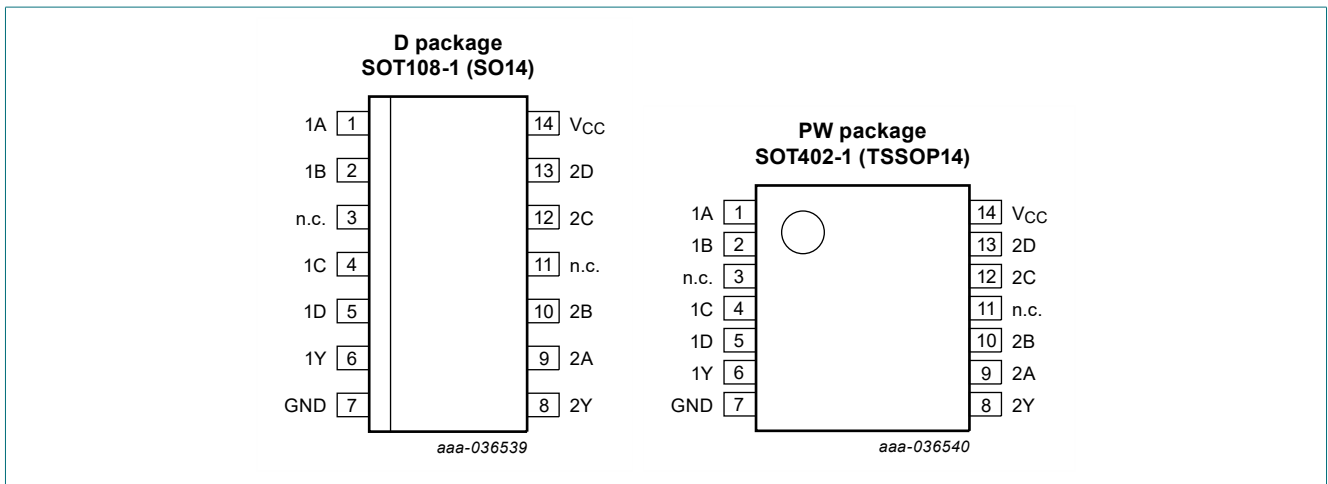 D package
SOT108-1 (SO14)
1A 1 14 VCC
1B 2 13 2D
n.c. 3 12 2C
1C 4 11 n.c.
1D 5 10 2B
1Y 6 9 2A
GND 7 8 2Y
aaa-036539
PW package
SOT402-1 (TSSOP14)
1A 1 14 VCC
1B 2 13 2D
n.c. 3 12 2C
1C 4 11 n.c.
1D 5 10 2B
1Y 6 9 2A
GND 7 8 2Y
aaa-036540